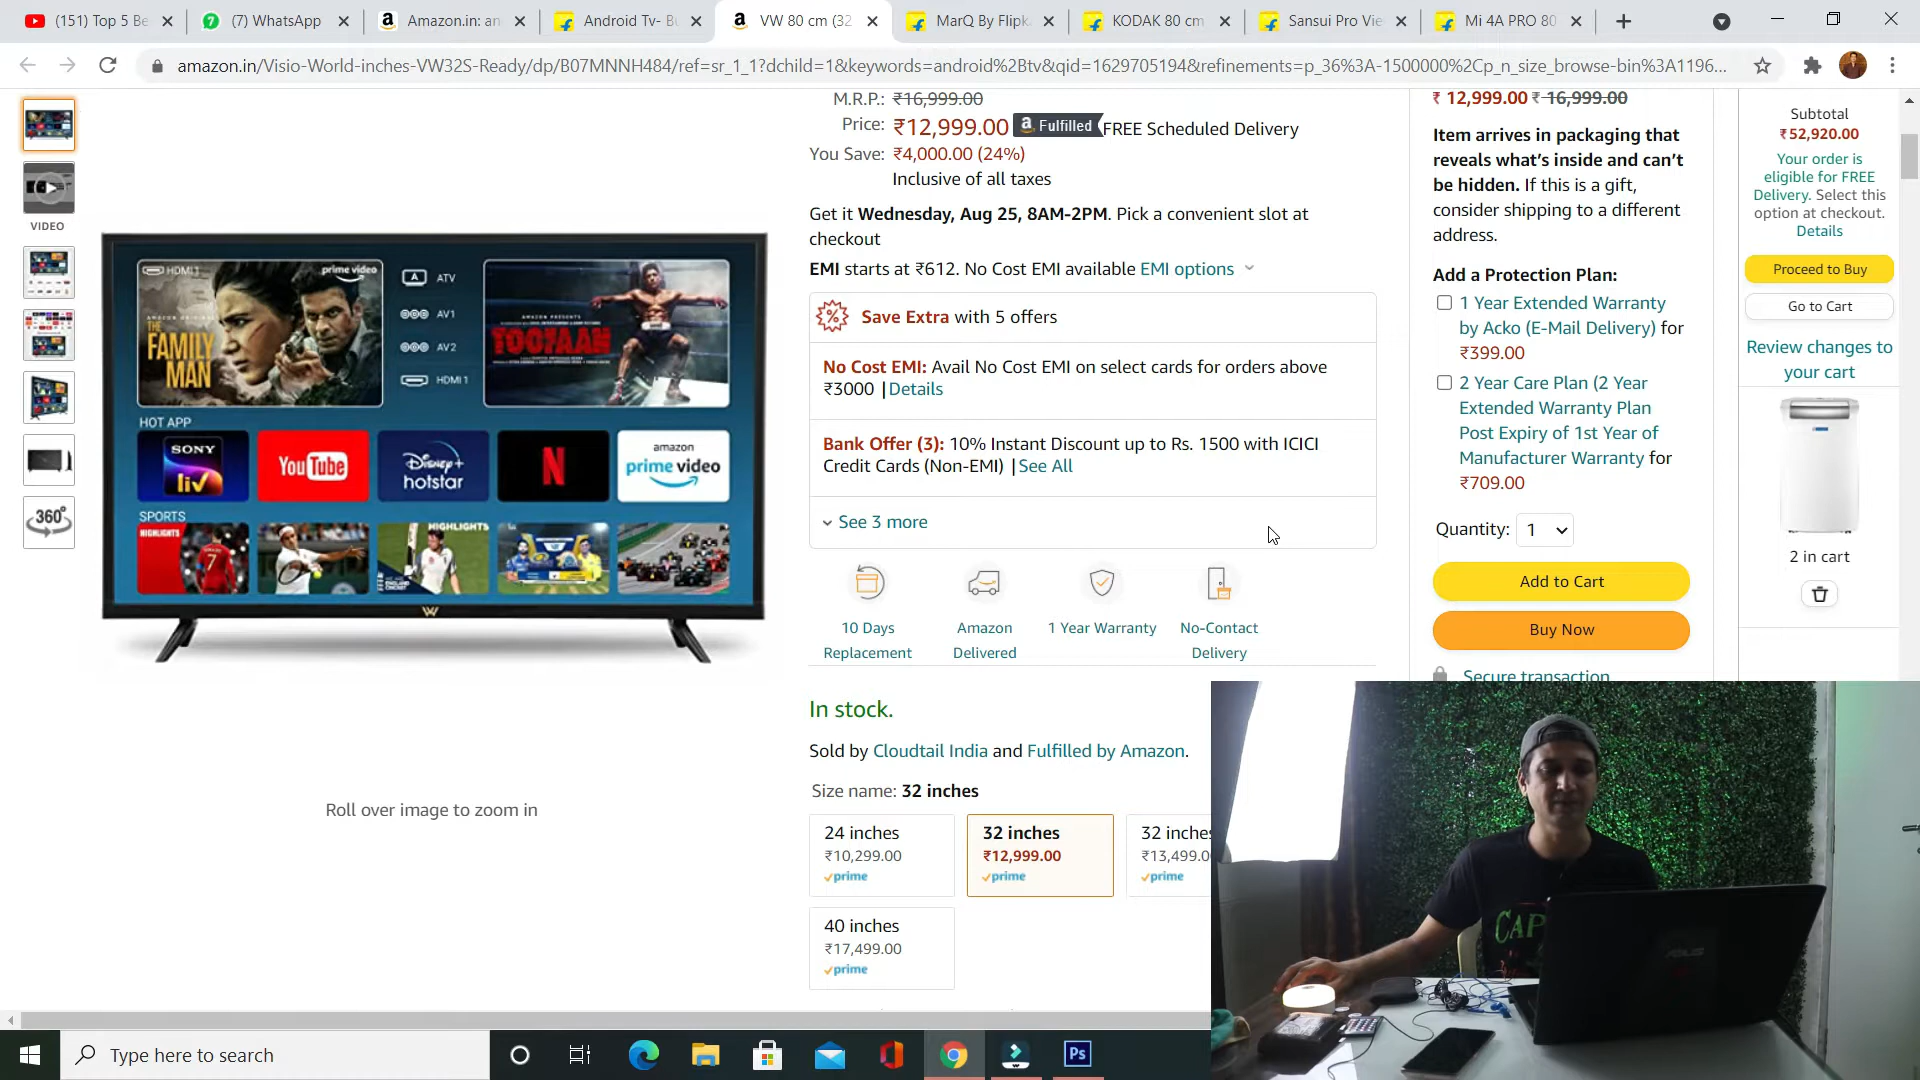 (151) Top 5 Be
(7) WhatsApp
Amazon.in: an
Android Tv- Bu
VW 80 cm (32
MarQ By Flipk
KODAK 80 cm
Sansui Pro Vie
Mi 4A PRO 80
amazon.in/Visio-World-inches-VW32S-Ready/dp/B07MNNH484/ref=sr_1_1?dchild=1&keywords=android%2Btv&qid=1629705194&refinements=p_36%3A-1500000%2Cp_n_size_browse-bin%3A1196...
VIDEO
360°
HDMI 1
prime video
THE
FAMILY
MAN
ATV
AV1
AV2
HDMI 1
TOOFAAN
HOT APP
SONY
liv
YouTube
Disney+
hotstar
N
amazon
prime video
SPORTS
HIGHLIGHTS
HIGHLIGHTS
VW
Roll over image to zoom in
M.R.P.: ₹16,999.00
Price: ₹12,999.00 a Fulfilled FREE Scheduled Delivery
You Save: ₹4,000.00 (24%)
Inclusive of all taxes
Get it Wednesday, Aug 25, 8AM-2PM. Pick a convenient slot at
checkout
EMI starts at ₹612. No Cost EMI available EMI options
Save Extra with 5 offers
No Cost EMI: Avail No Cost EMI on select cards for orders above
₹3000 |Details
Bank Offer (3): 10% Instant Discount up to Rs. 1500 with ICICI
Credit Cards (Non-EMI) |See All
See 3 more
10 Days
Replacement
Amazon
Delivered
1 Year Warranty
No-Contact
Delivery
In stock.
Sold by Cloudtail India and Fulfilled by Amazon.
Size name: 32 inches
24 inches
₹10,299.00
prime
32 inches
₹12,999.00
prime
32 inches
₹13,499.0
prime
40 inches
₹17,499.00
prime
₹ 12,999.00 ₹ 16,999.00
Item arrives in packaging that
reveals what's inside and can't
be hidden. If this is a gift,
consider shipping to a different
address.
Add a Protection Plan:
1 Year Extended Warranty
by Acko (E-Mail Delivery) for
₹399.00
2 Year Care Plan (2 Year
Extended Warranty Plan
Post Expiry of 1st Year of
Manufacturer Warranty for
₹709.00
Quantity: 1
Add to Cart
Buy Now
Secure transaction
Subtotal
₹52,920.00
Your order is
eligible for FREE
Delivery. Select this
option at checkout.
Details
Proceed to Buy
Go to Cart
Review changes to
your cart
2 in cart
CAP
ASUS
Type here to search
Ps